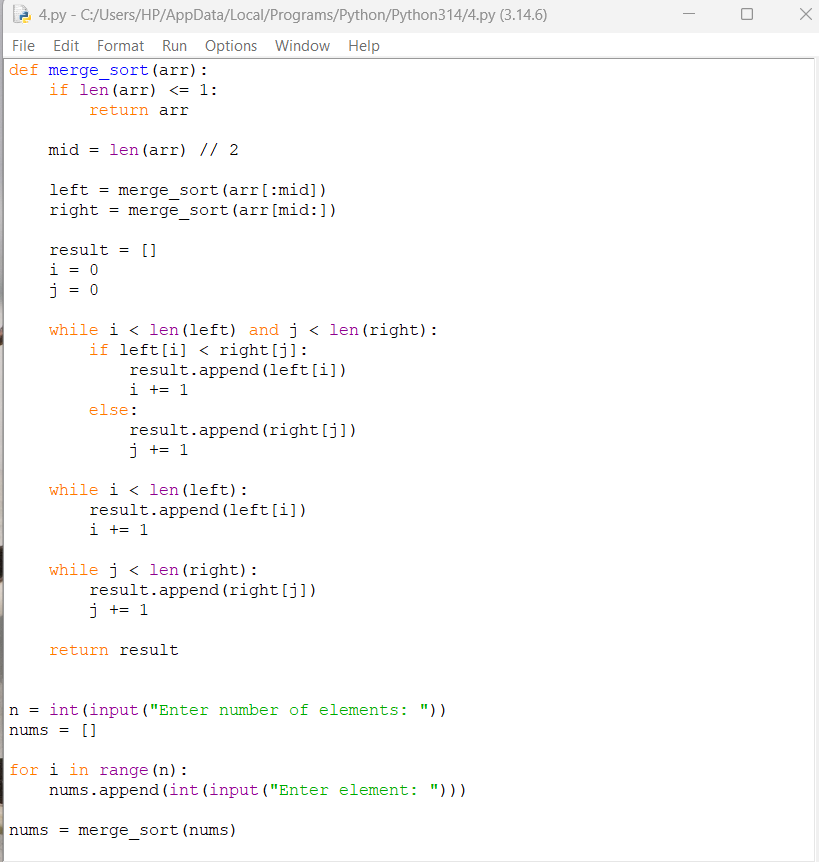 4.py - C:/Users/HP/AppData/Local/Programs/Python/Python314/4.py (3.14.6)
File Edit Format Run Options Window Help
def merge_sort(arr):
    if len(arr) <= 1:
        return arr

    mid = len(arr) // 2

    left = merge_sort(arr[:mid])
    right = merge_sort(arr[mid:])

    result = []
    i = 0
    j = 0

    while i < len(left) and j < len(right):
        if left[i] < right[j]:
            result.append(left[i])
            i += 1
        else:
            result.append(right[j])
            j += 1

    while i < len(left):
        result.append(left[i])
        i += 1

    while j < len(right):
        result.append(right[j])
        j += 1

    return result


n = int(input("Enter number of elements: "))
nums = []

for i in range(n):
    nums.append(int(input("Enter element: ")))

nums = merge_sort(nums)